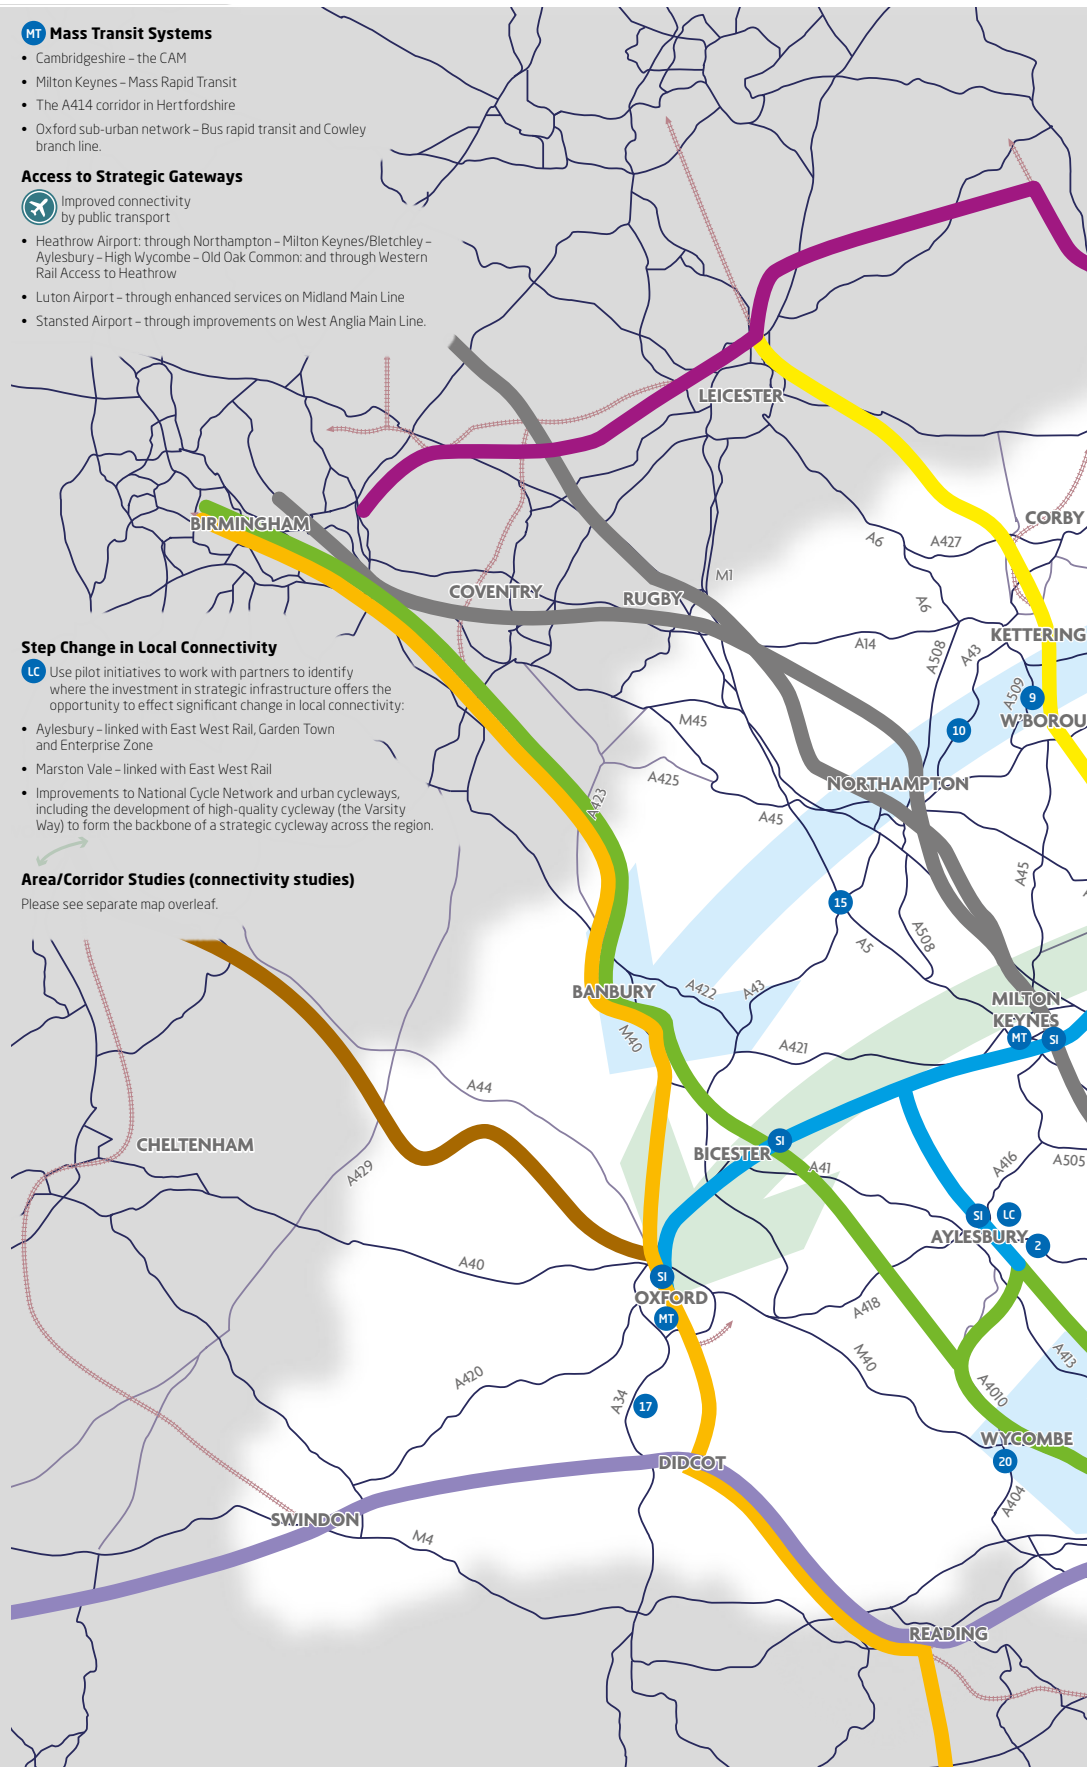 MT Mass Transit Systems
• Cambridgeshire – the CAM
• Milton Keynes – Mass Rapid Transit
• The A414 corridor in Hertfordshire
• Oxford sub-urban network – Bus rapid transit and Cowley
branch line.
Access to Strategic Gateways
Improved connectivity
by public transport
• Heathrow Airport: through Northampton – Milton Keynes/Bletchley –
Aylesbury – High Wycombe – Old Oak Common: and through Western
Rail Access to Heathrow
• Luton Airport – through enhanced services on Midland Main Line
• Stansted Airport – through improvements on West Anglia Main Line.
LEICESTER
BIRMINGHAM
CORBY
A6
A427
M1
COVENTRY
RUGBY
A6
KETTERING
A14
A508
A43
Step Change in Local Connectivity
LC Use pilot initiatives to work with partners to identify
where the investment in strategic infrastructure offers the
opportunity to effect significant change in local connectivity:
• Aylesbury – linked with East West Rail, Garden Town
and Enterprise Zone
• Marston Vale – linked with East West Rail
• Improvements to National Cycle Network and urban cycleways,
including the development of high-quality cycleway (the Varsity
Way) to form the backbone of a strategic cycleway across the region.
Area/Corridor Studies (connectivity studies)
Please see separate map overleaf.
A509
9
M45
W'BOROU
10
A425
NORTHAMPTON
A423
A45
A45
15
A5
A508
BANBURY
A422
A43
MILTON
KEYNES
M40
MT
SI
A421
A44
CHELTENHAM
SI
BICESTER
A41
A416
A505
A429
SI
LC
AYLESBURY
2
A40
SI
OXFORD
MT
A418
M40
A413
A420
A34
17
A4010
WYCOMBE
20
DIDCOT
A404
SWINDON
M4
READING